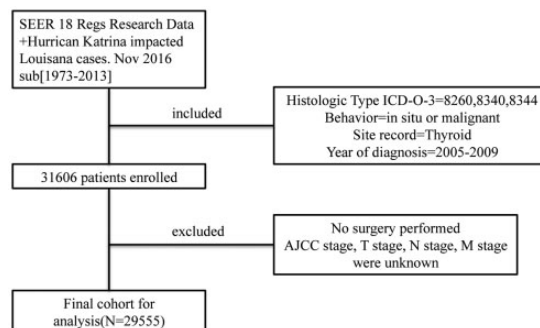 SEER 18 Regs Research Data
+Hurrican Katrina impacted
Louisana cases. Nov 2016
sub[1973-2013]
included
Histologic Type ICD-O-3=8260,8340,8344
Behavior=in situ or malignant
Site record=Thyroid
Year of diagnosis=2005-2009
31606 patients enrolled
excluded
No surgery performed
AJCC stage, T stage, N stage, M stage
were unknown
Final cohort for
analysis(N=29555)